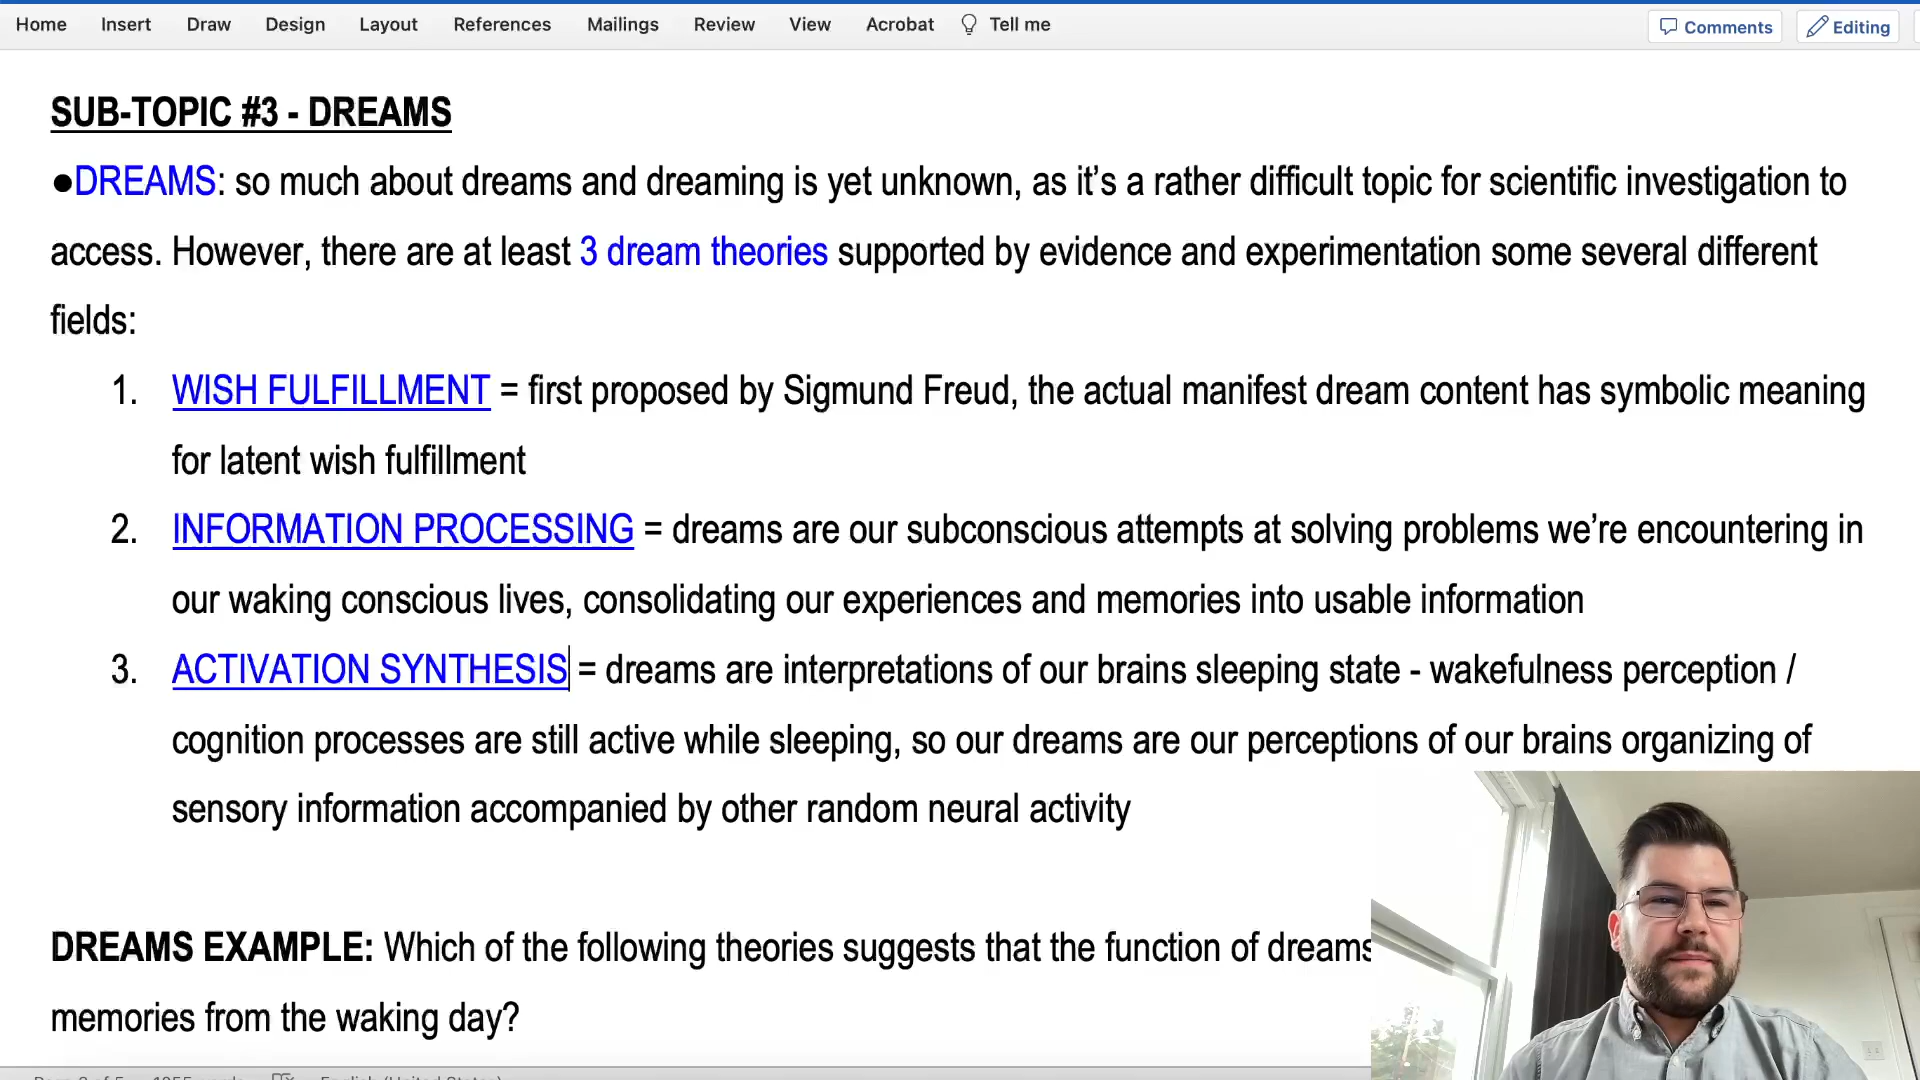 Home Insert Draw Design Layout References Mailings Review View Acrobat Tell me Comments Editing
SUB-TOPIC #3 - DREAMS
●DREAMS: so much about dreams and dreaming is yet unknown, as it’s a rather difficult topic for scientific investigation to
access. However, there are at least 3 dream theories supported by evidence and experimentation some several different
fields:
1. WISH FULFILLMENT = first proposed by Sigmund Freud, the actual manifest dream content has symbolic meaning
for latent wish fulfillment
2. INFORMATION PROCESSING = dreams are our subconscious attempts at solving problems we’re encountering in
our waking conscious lives, consolidating our experiences and memories into usable information
3. ACTIVATION SYNTHESIS = dreams are interpretations of our brains sleeping state - wakefulness perception /
cognition processes are still active while sleeping, so our dreams are our perceptions of our brains organizing of
sensory information accompanied by other random neural activity
DREAMS EXAMPLE: Which of the following theories suggests that the function of dreams
memories from the waking day?